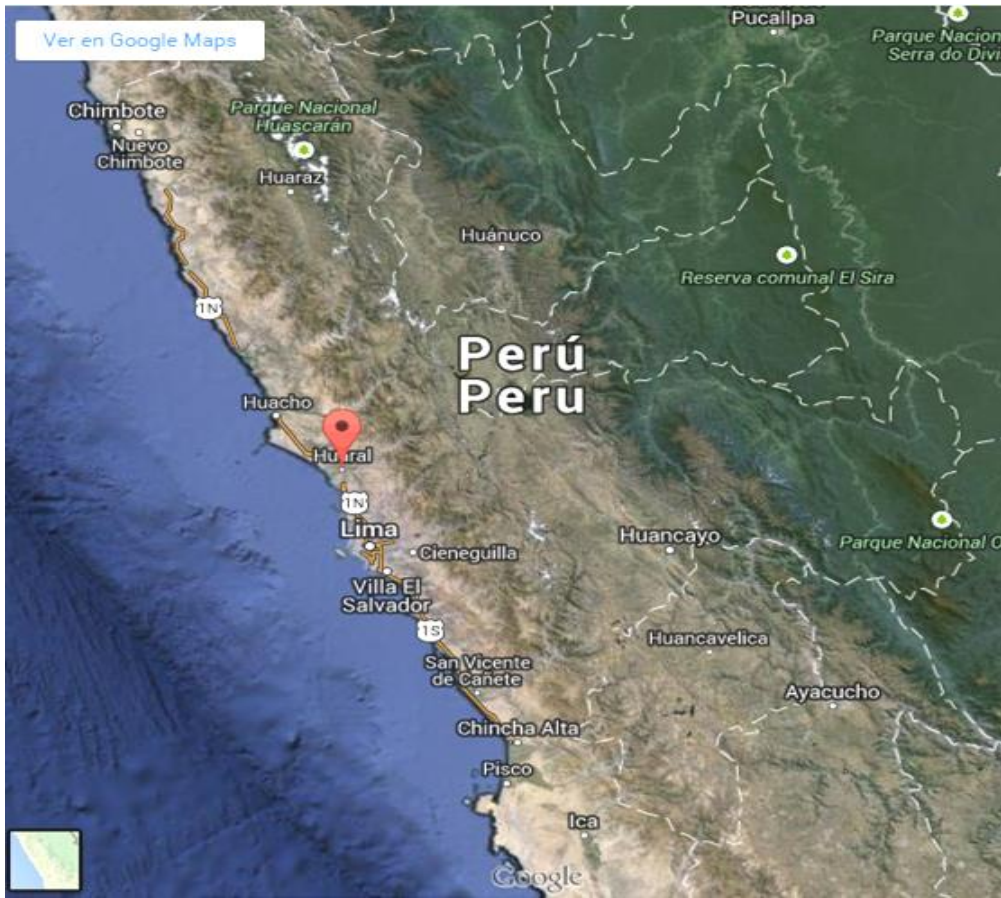 Pucallpa
Ver en Google Maps
Parque Nacion
Serra do Divi
Chimbote
Parque Nacional
Huascarán
Nuevo
Chimbote
Huaraz
Huánuco
Reserva comunal El Sira
1N
Perú
Peru
Huacho
Huaral
1N
Lima
Cieneguilla
Huancayo
Parque Nacional O
Villa El
Salvador
1S
Huancavelica
San Vicente
de Cañete
Ayacucho
Chincha Alta
Pisco
Ica
Google